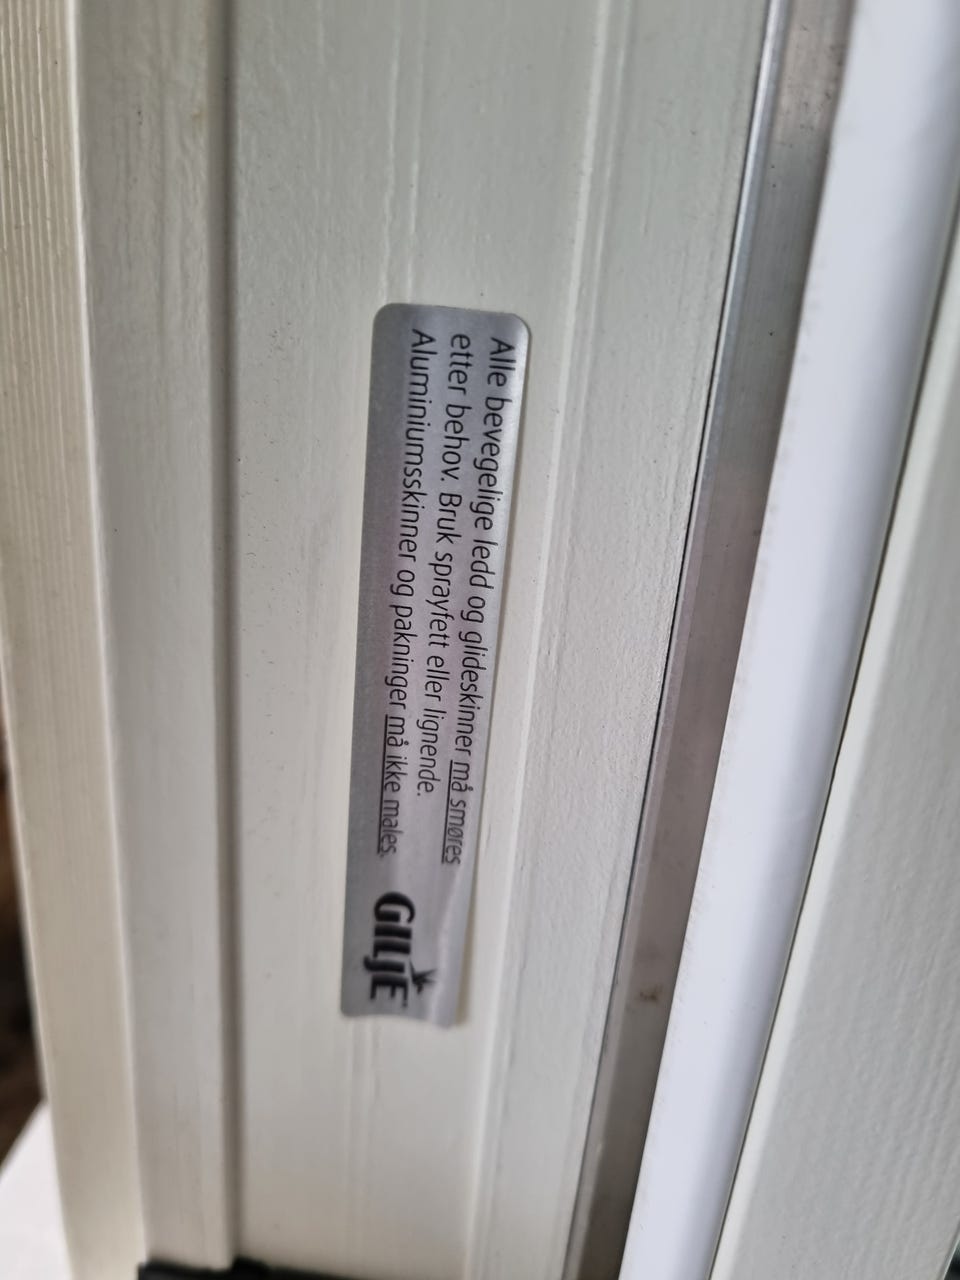 Alle bevegelige ledd og glideskinner må smøres
etter behov. Bruk sprayfett eller lignende.
Aluminiumsskinner og pakninger må ikke males.
GILJE